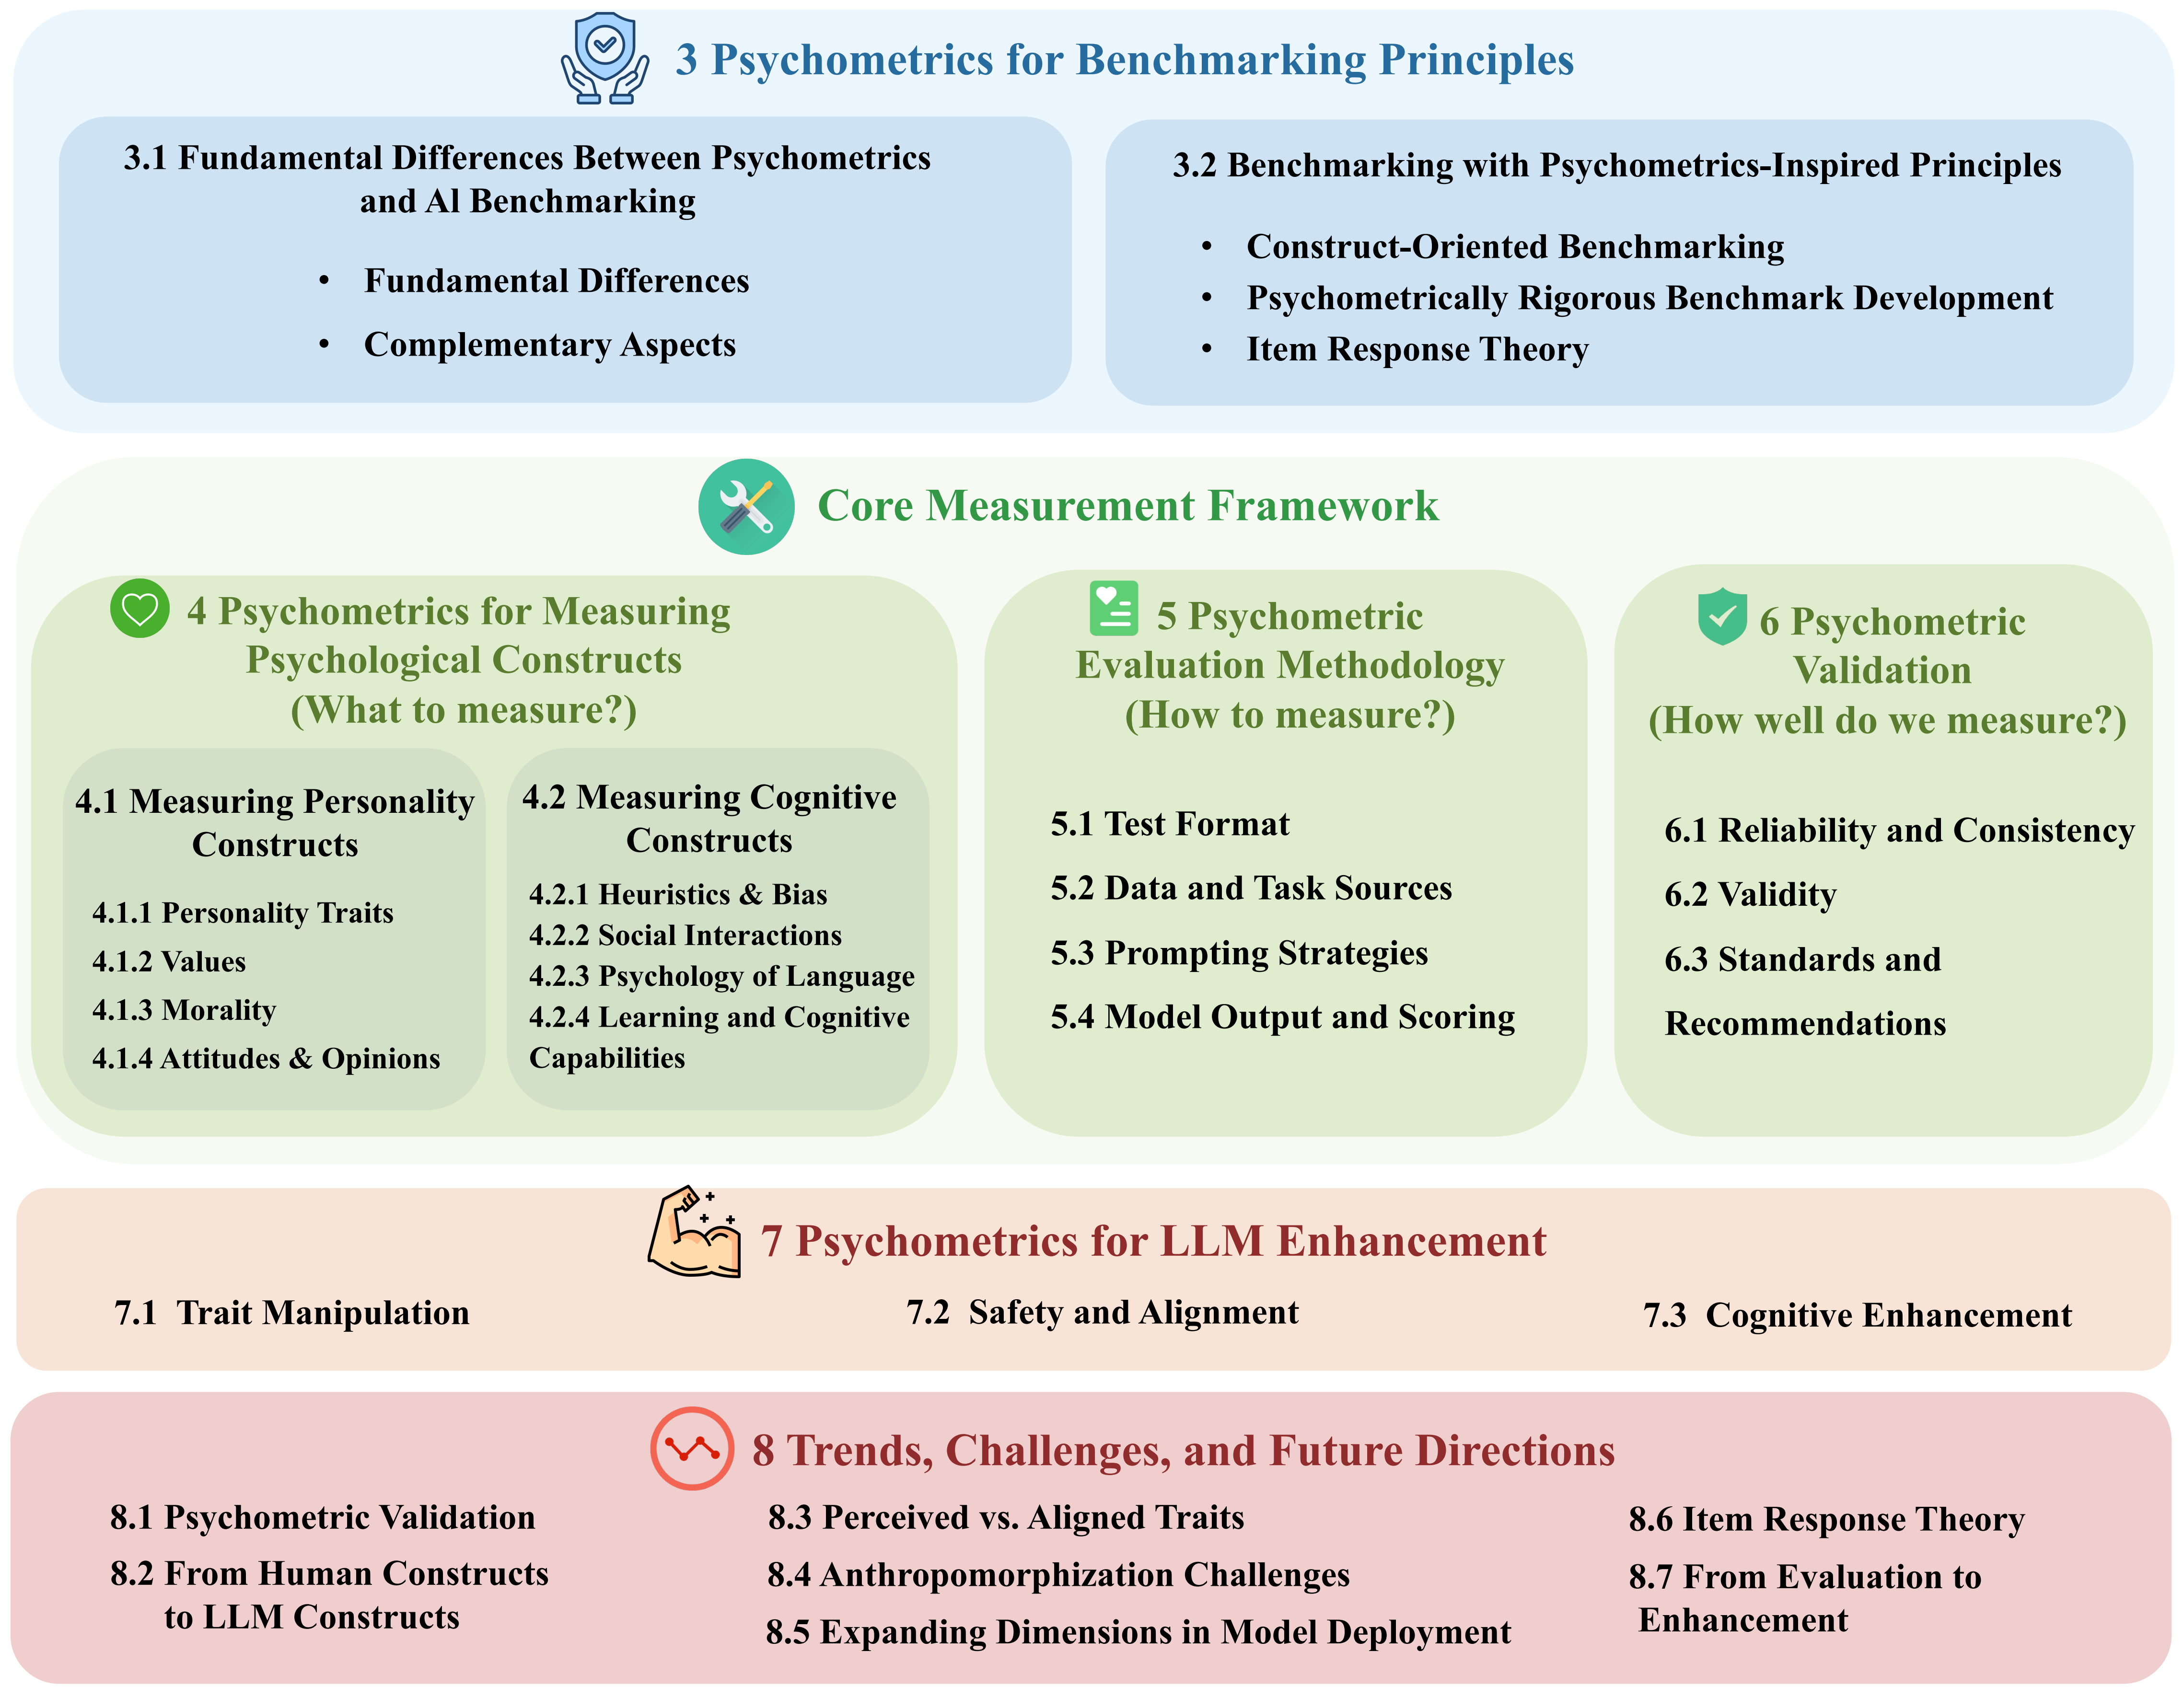 3 Psychometrics for Benchmarking Principles
3.1 Fundamental Differences Between Psychometrics
and AI Benchmarking
• Fundamental Differences
• Complementary Aspects
3.2 Benchmarking with Psychometrics-Inspired Principles
• Construct-Oriented Benchmarking
• Psychometrically Rigorous Benchmark Development
• Item Response Theory
Core Measurement Framework
4 Psychometrics for Measuring
Psychological Constructs
(What to measure?)
4.1 Measuring Personality
Constructs
4.1.1 Personality Traits
4.1.2 Values
4.1.3 Morality
4.1.4 Attitudes & Opinions
4.2 Measuring Cognitive
Constructs
4.2.1 Heuristics & Bias
4.2.2 Social Interactions
4.2.3 Psychology of Language
4.2.4 Learning and Cognitive
Capabilities
5 Psychometric
Evaluation Methodology
(How to measure?)
5.1 Test Format
5.2 Data and Task Sources
5.3 Prompting Strategies
5.4 Model Output and Scoring
6 Psychometric
Validation
(How well do we measure?)
6.1 Reliability and Consistency
6.2 Validity
6.3 Standards and
Recommendations
7 Psychometrics for LLM Enhancement
7.1 Trait Manipulation
7.2 Safety and Alignment
7.3 Cognitive Enhancement
8 Trends, Challenges, and Future Directions
8.1 Psychometric Validation
8.2 From Human Constructs
to LLM Constructs
8.3 Perceived vs. Aligned Traits
8.4 Anthropomorphization Challenges
8.5 Expanding Dimensions in Model Deployment
8.6 Item Response Theory
8.7 From Evaluation to
Enhancement